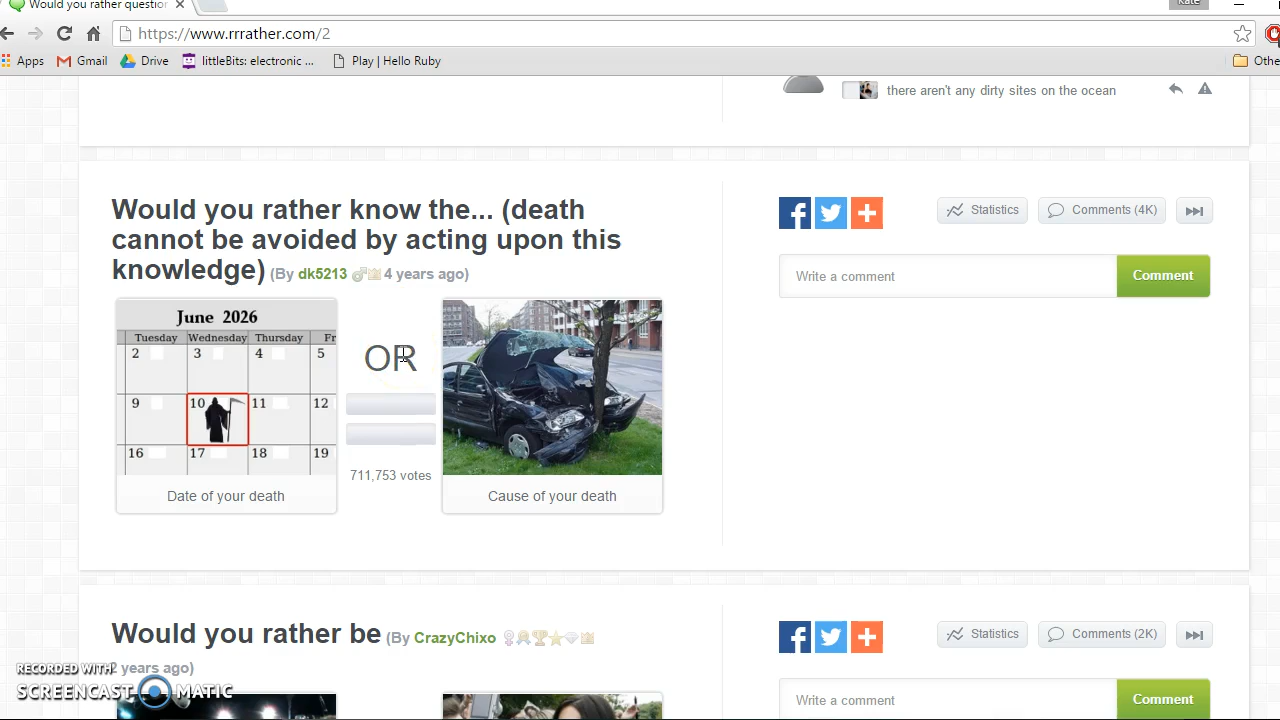 Would you rather question
Kate
https://www.rrrather.com/2
Apps Gmail Drive littleBits: electronic ... Play | Hello Ruby Othe
there aren't any dirty sites on the ocean
Would you rather know the... (death
cannot be avoided by acting upon this
knowledge) (By dk5213 4 years ago)
Statistics Comments (4K)
Write a comment Comment
June 2026
Tuesday Wednesday Thursday Fr
2 3 4 5
9 10 11 12
16 17 18 19
Date of your death
OR
711,753 votes
Cause of your death
Would you rather be (By CrazyChixo
2 years ago)
Statistics Comments (2K)
Write a comment Comment
RECORDED WITH
SCREENCAST MATIC